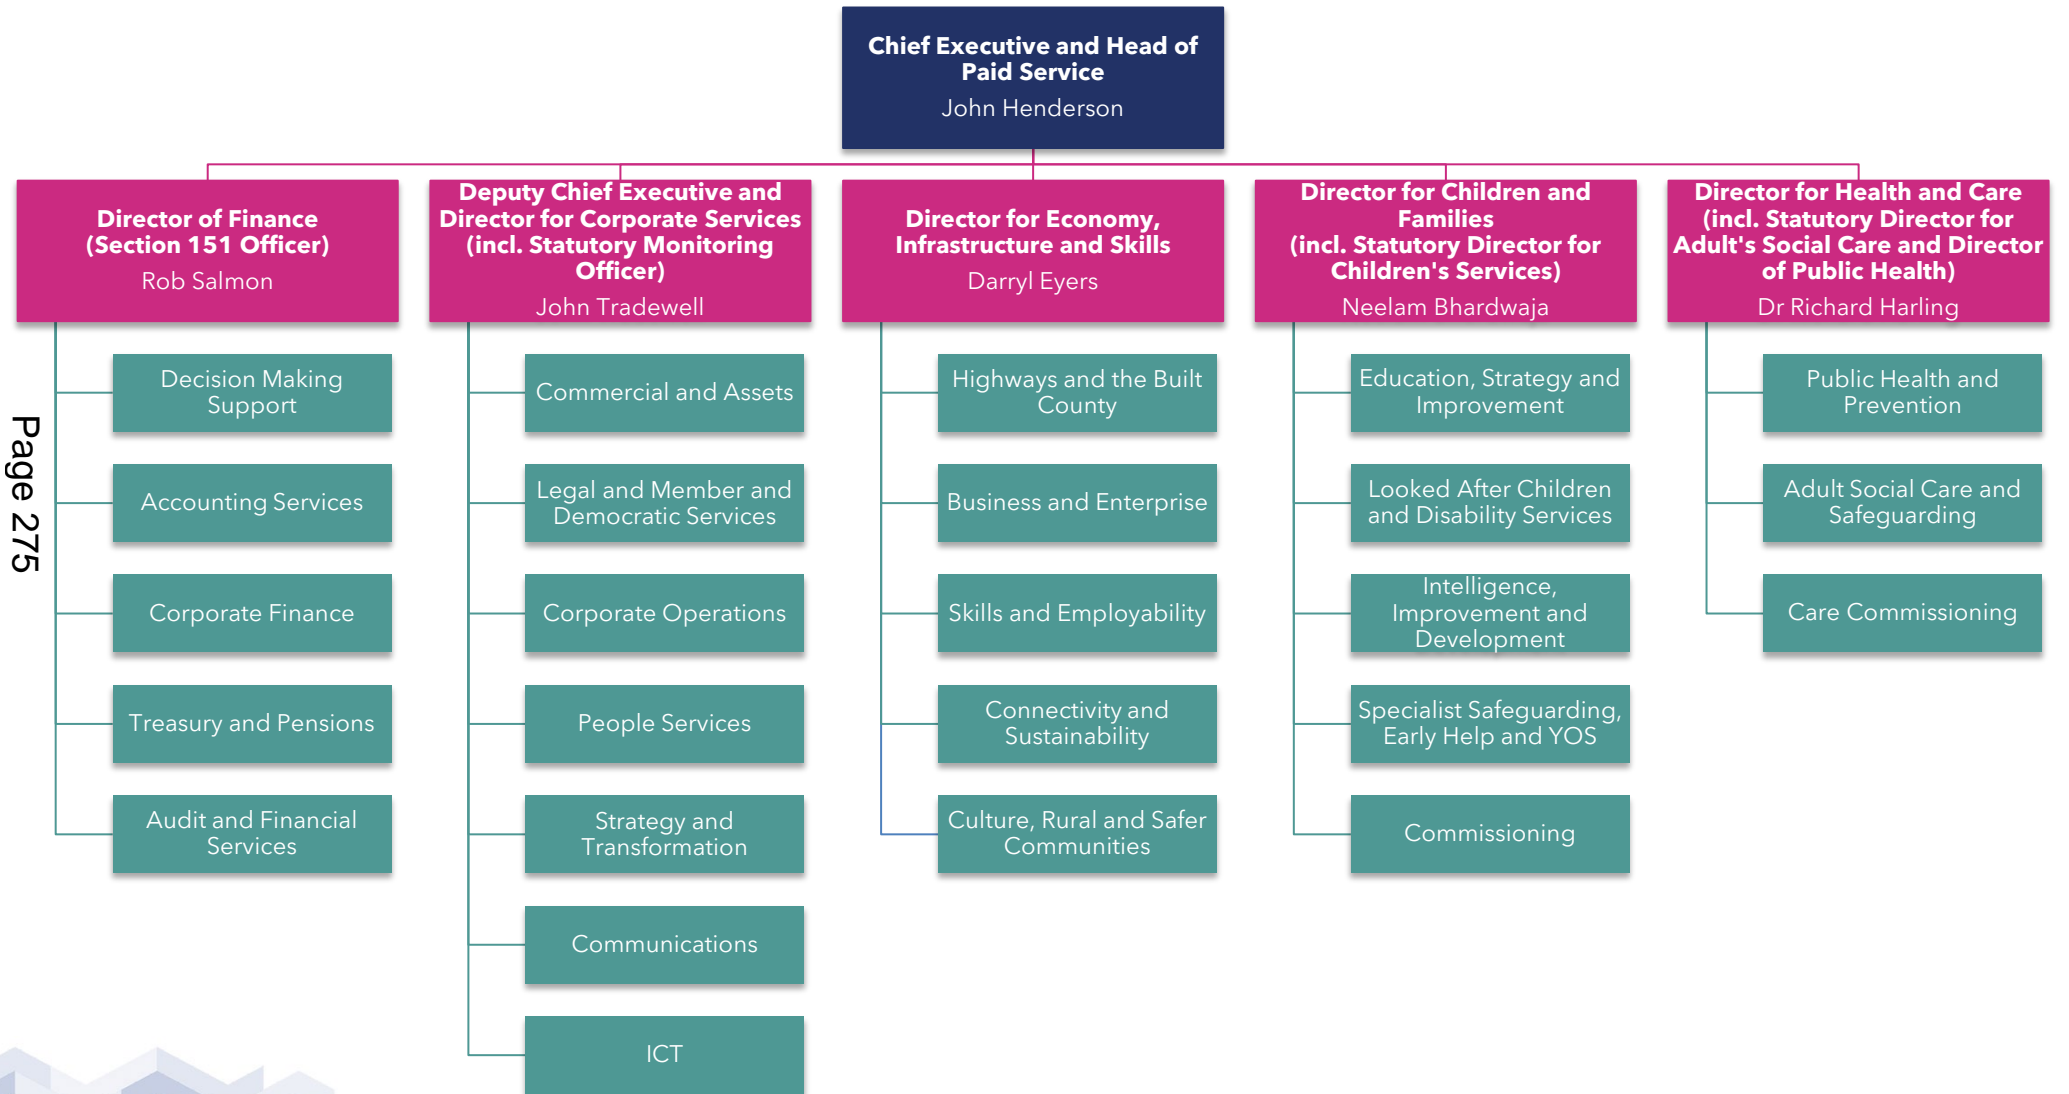 Chief Executive and Head of
Paid Service
John Henderson
Director of Finance
(Section 151 Officer)
Rob Salmon
Decision Making
Support
Accounting Services
Corporate Finance
Treasury and Pensions
Audit and Financial
Services
Deputy Chief Executive and
Director for Corporate Services
(incl. Statutory Monitoring
Officer)
John Tradewell
Commercial and Assets
Legal and Member and
Democratic Services
Corporate Operations
People Services
Strategy and
Transformation
Communications
ICT
Director for Economy,
Infrastructure and Skills
Darryl Eyers
Highways and the Built
County
Business and Enterprise
Skills and Employability
Connectivity and
Sustainability
Culture, Rural and Safer
Communities
Director for Children and
Families
(incl. Statutory Director for
Children's Services)
Neelam Bhardwaja
Education, Strategy and
Improvement
Looked After Children
and Disability Services
Intelligence,
Improvement and
Development
Specialist Safeguarding,
Early Help and YOS
Commissioning
Director for Health and Care
(incl. Statutory Director for
Adult's Social Care and Director
of Public Health)
Dr Richard Harling
Public Health and
Prevention
Adult Social Care and
Safeguarding
Care Commissioning
Page 275